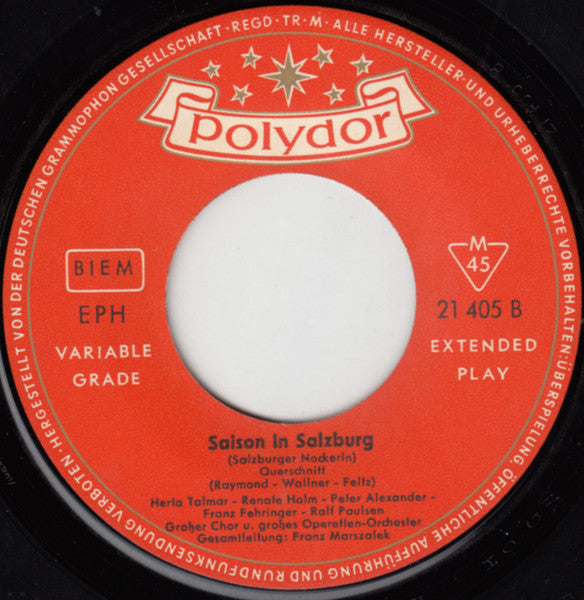 HERGESTELLT VON DER DEUTSCHEN GRAMMOPHON GESELLSCHAFT · REGD · TR · M · ALLE HERSTELLER- UND URHEBERRECHTE VORBEHALTEN: ÜBERSPIELUNG, ÖFFENTLICHE AUFFÜHRUNG UND RUNDFUNKSENDUNG VERBOTEN ·
Polydor
BIEM
M
45
EPH
21 405 B
VARIABLE
GRADE
EXTENDED
PLAY
Saison in Salzburg
(Salzburger Nockerln)
Querschnitt
(Raymond - Wallner - Feltz)
Herta Talmar - Renate Holm - Peter Alexander -
Franz Fehringer - Ralf Paulsen
Großer Chor u. großes Operetten-Orchester
Gesamtleitung: Franz Marszalek